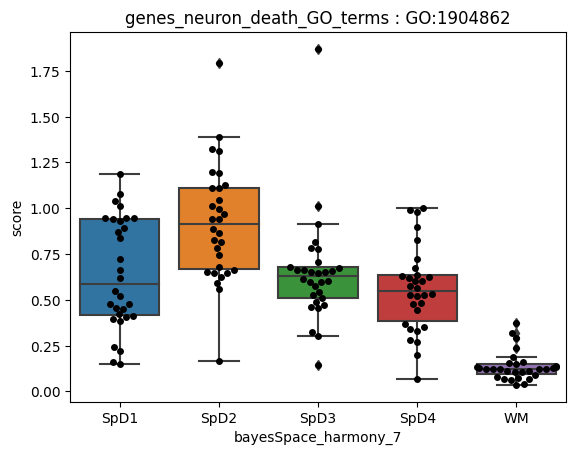 genes_neuron_death_GO_terms : GO:1904862
1.75
1.50
1.25
1.00
0.75
0.50
0.25
0.00
score
SpD1 SpD2 SpD3 SpD4 WM
bayesSpace_harmony_7